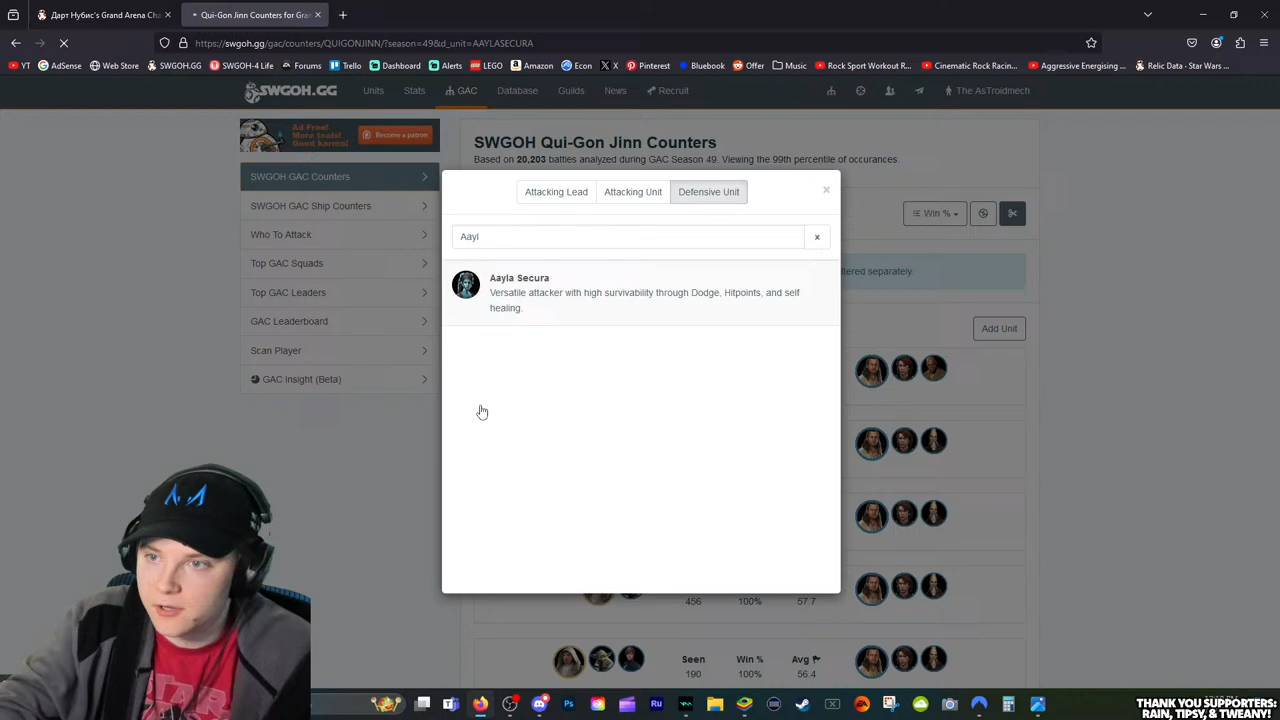 Дарт Нубис's Grand Arena Cha
Qui-Gon Jinn Counters for Gra
https://swgoh.gg/gac/counters/QUIGONJINN/?season=49&d_unit=AAYLASECURA
YT
AdSense
Web Store
SWGOH.GG
SWGOH-4 Life
Forums
Trello
Dashboard
Alerts
LEGO
Amazon
Econ
X
Pinterest
Bluebook
Offer
Music
Rock Sport Workout R...
Cinematic Rock Racin...
Aggressive Energising ...
Relic Data - Star Wars ...
SWGOH.GG
Units
Stats
GAC
Database
Guilds
News
Recruit
The AsTroidmech
Ad Free!
More tools!
Good karma!
Become a patron
SWGOH Qui-Gon Jinn Counters
Based on 20,203 battles analyzed during GAC Season 49. Viewing the 99th percentile of occurances.
SWGOH GAC Counters
SWGOH GAC Ship Counters
Who To Attack
Top GAC Squads
Top GAC Leaders
GAC Leaderboard
Scan Player
GAC Insight (Beta)
Attacking Lead
Attacking Unit
Defensive Unit
×
Win %
Aayl
x
Aayla Secura
Versatile attacker with high survivability through Dodge, Hitpoints, and self
healing.
ltered separately.
Add Unit
456
100%
57.7
Seen
Win %
Avg
190
100%
56.4
THANK YOU SUPPORTERS:
RAIN, TIPSY, & TWEANY!